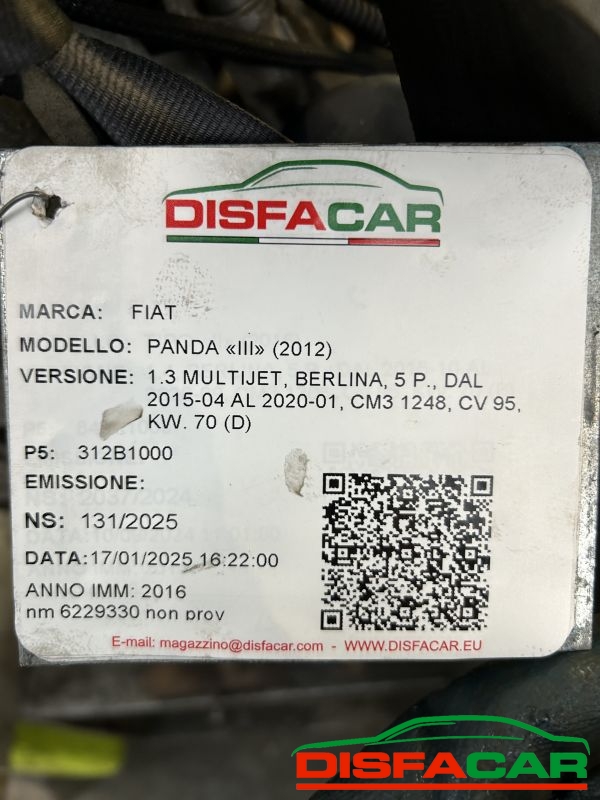 DISFACAR
MARCA: FIAT
MODELLO: PANDA «III» (2012)
VERSIONE: 1.3 MULTIJET, BERLINA, 5 P., DAL
2015-04 AL 2020-01, CM3 1248, CV 95,
KW. 70 (D)
P5: 312B1000
EMISSIONE:
NS: 131/2025
DATA:17/01/2025 16:22:00
ANNO IMM: 2016
nm 6229330 non prov
E-mail: magazzino@disfacar.com - WWW.DISFACAR.EU
DISFACAR